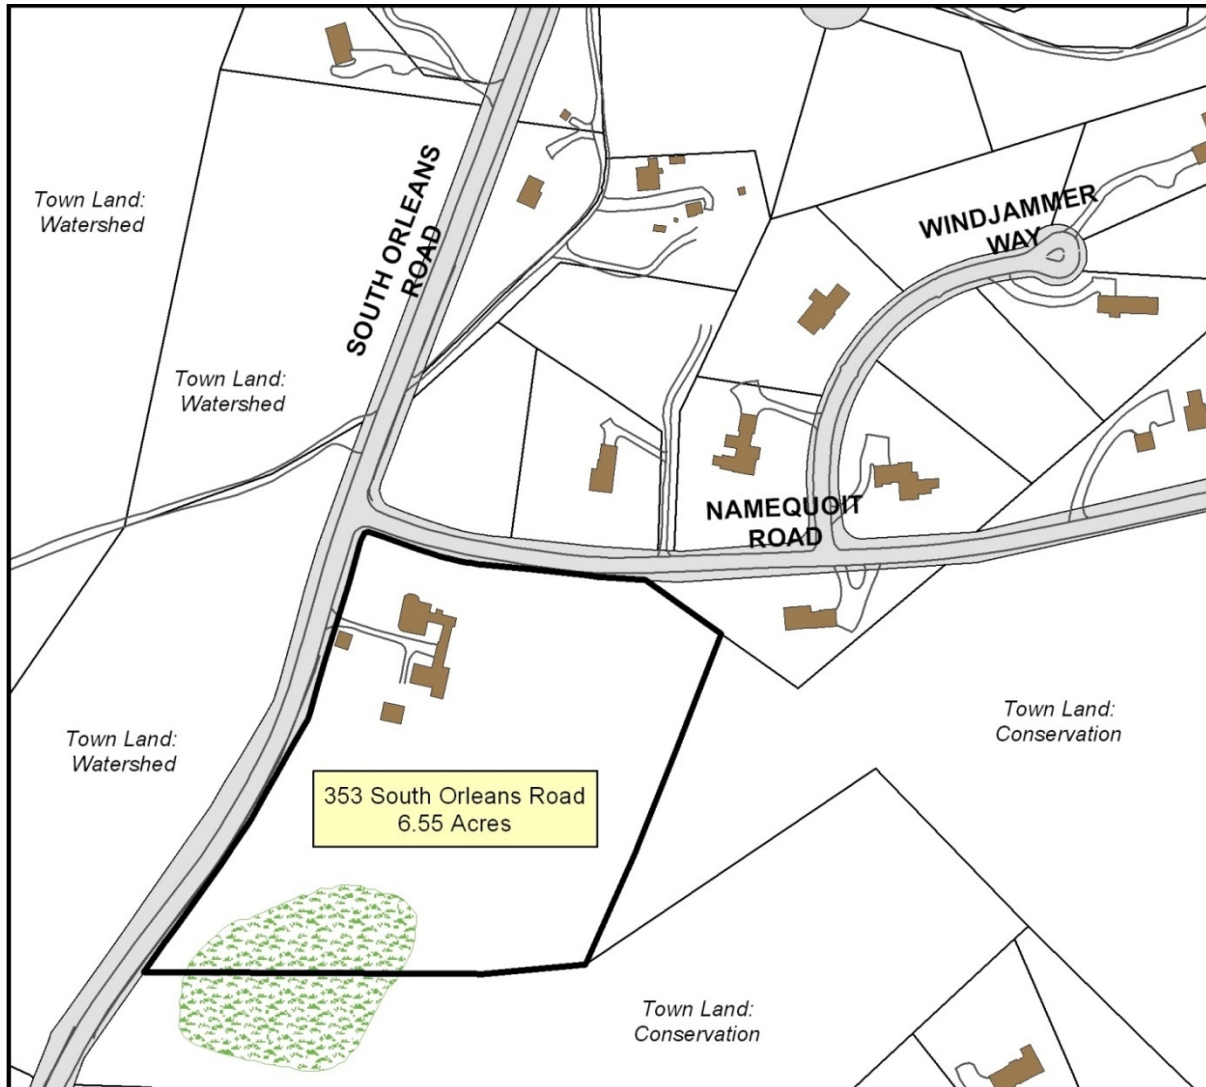 Town Land:
Watershed
SOUTH ORLEANS
ROAD
WINDJAMMER
WAY
Town Land:
Watershed
NAMEQUOIT
ROAD
Town Land:
Watershed
Town Land:
Conservation
353 South Orleans Road
6.55 Acres
Town Land:
Conservation